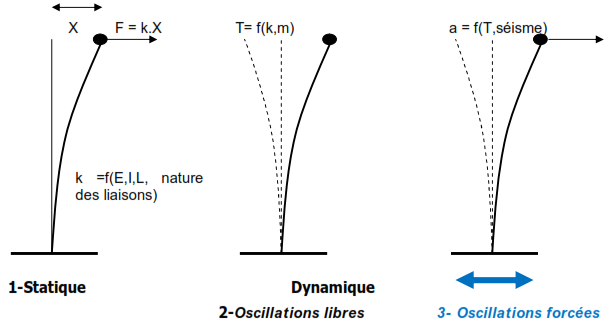 X F = k.X
T= f(k,m)
a = f(T,séisme)
k =f(E,I,L, nature
des liaisons)
1-Statique
Dynamique
2-Oscillations libres
3- Oscillations forcées